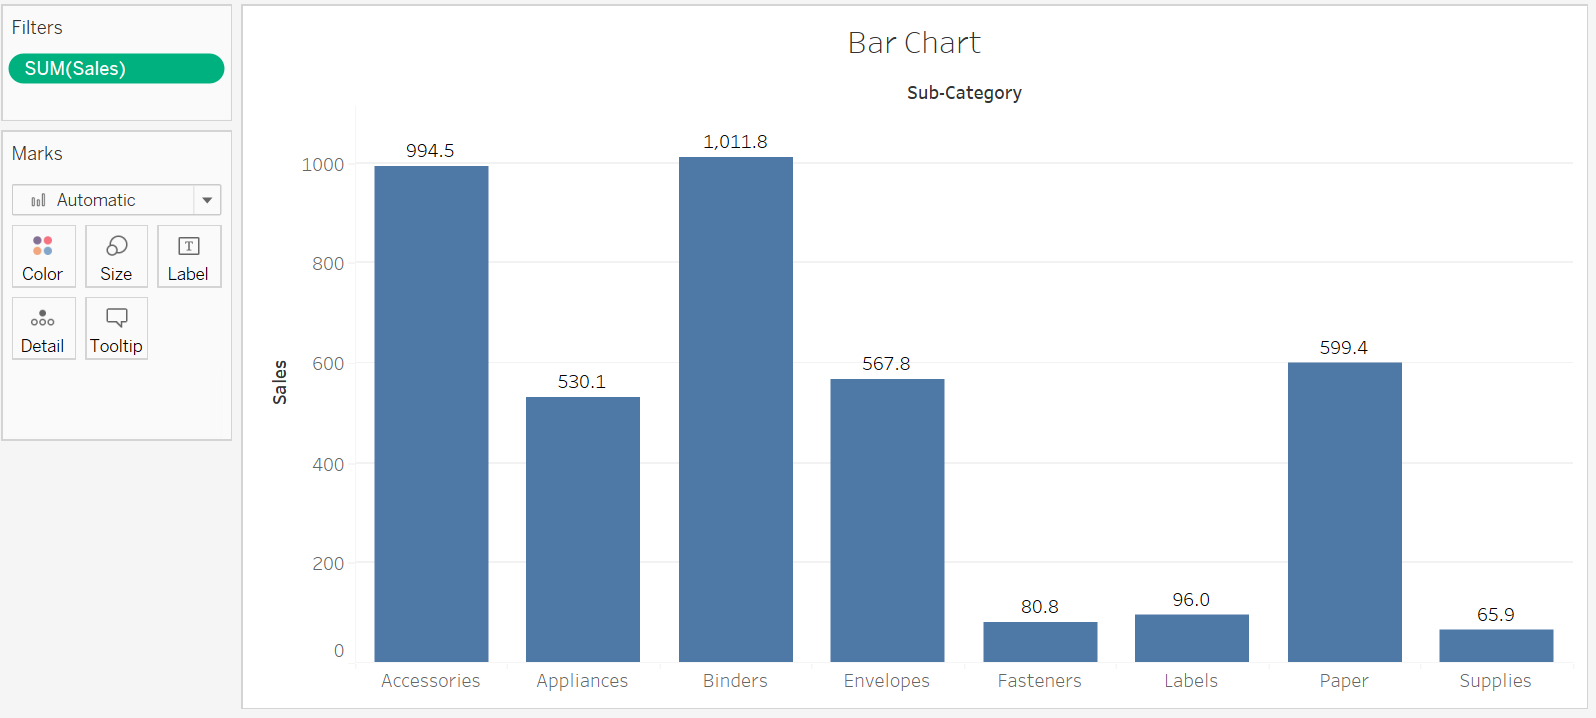 Filters
SUM(Sales)
Marks
Automatic
Color Size Label
Detail Tooltip
Bar Chart
Sub-Category
Sales
1000
800
600
400
200
0
994.5
530.1
1,011.8
567.8
80.8
96.0
599.4
65.9
Accessories Appliances Binders Envelopes Fasteners Labels Paper Supplies